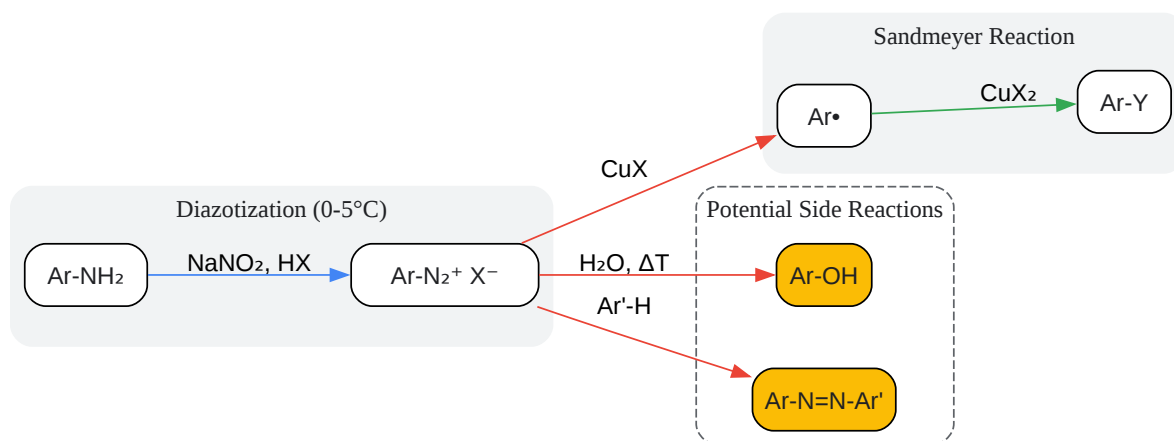 Sandmeyer Reaction
Ar•
CuX₂
Ar-Y
CuX
Diazotization (0-5°C)
Ar-NH₂
NaNO₂, HX
Ar-N₂⁺ X⁻
Potential Side Reactions
H₂O, ΔT
Ar-OH
Ar'-H
Ar-N=N-Ar'